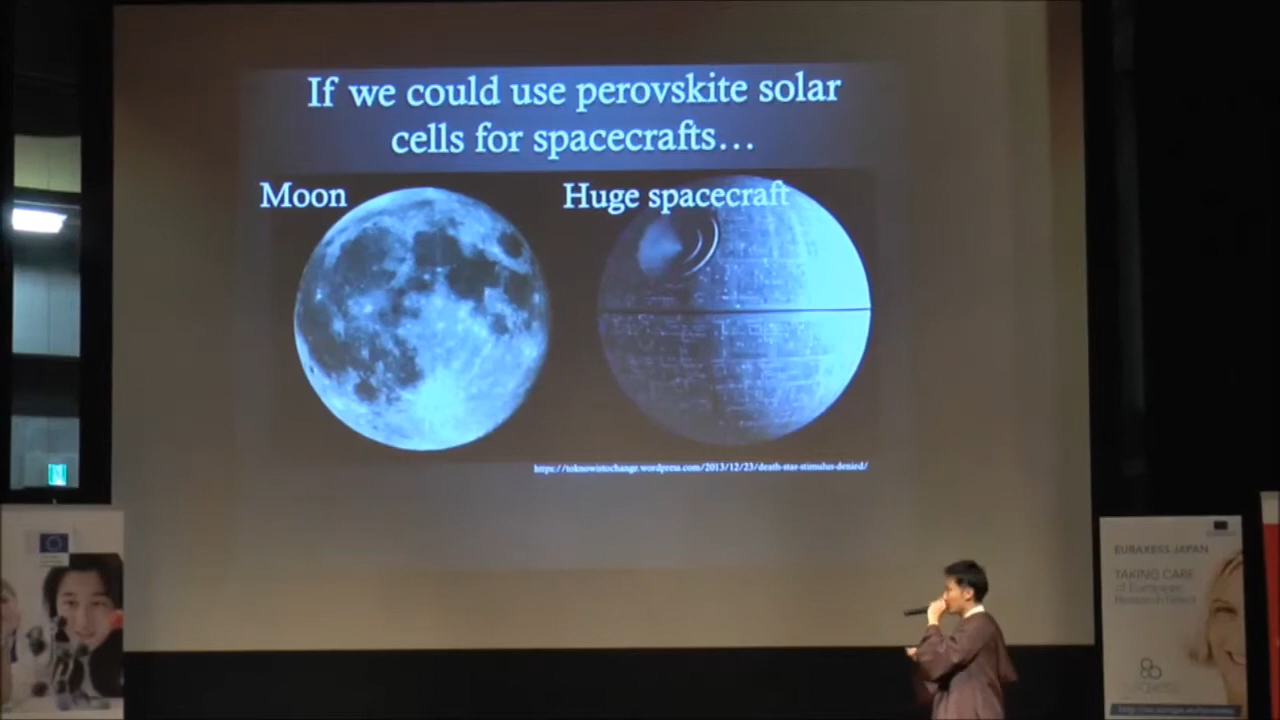 If we could use perovskite solar
cells for spacecrafts…
Moon
Huge spacecraft
https://toknowistochange.wordpress.com/2013/12/23/death-star-stimulus-denied/
EURAXESS JAPAN
TAKING CARE
of European
Research Talent